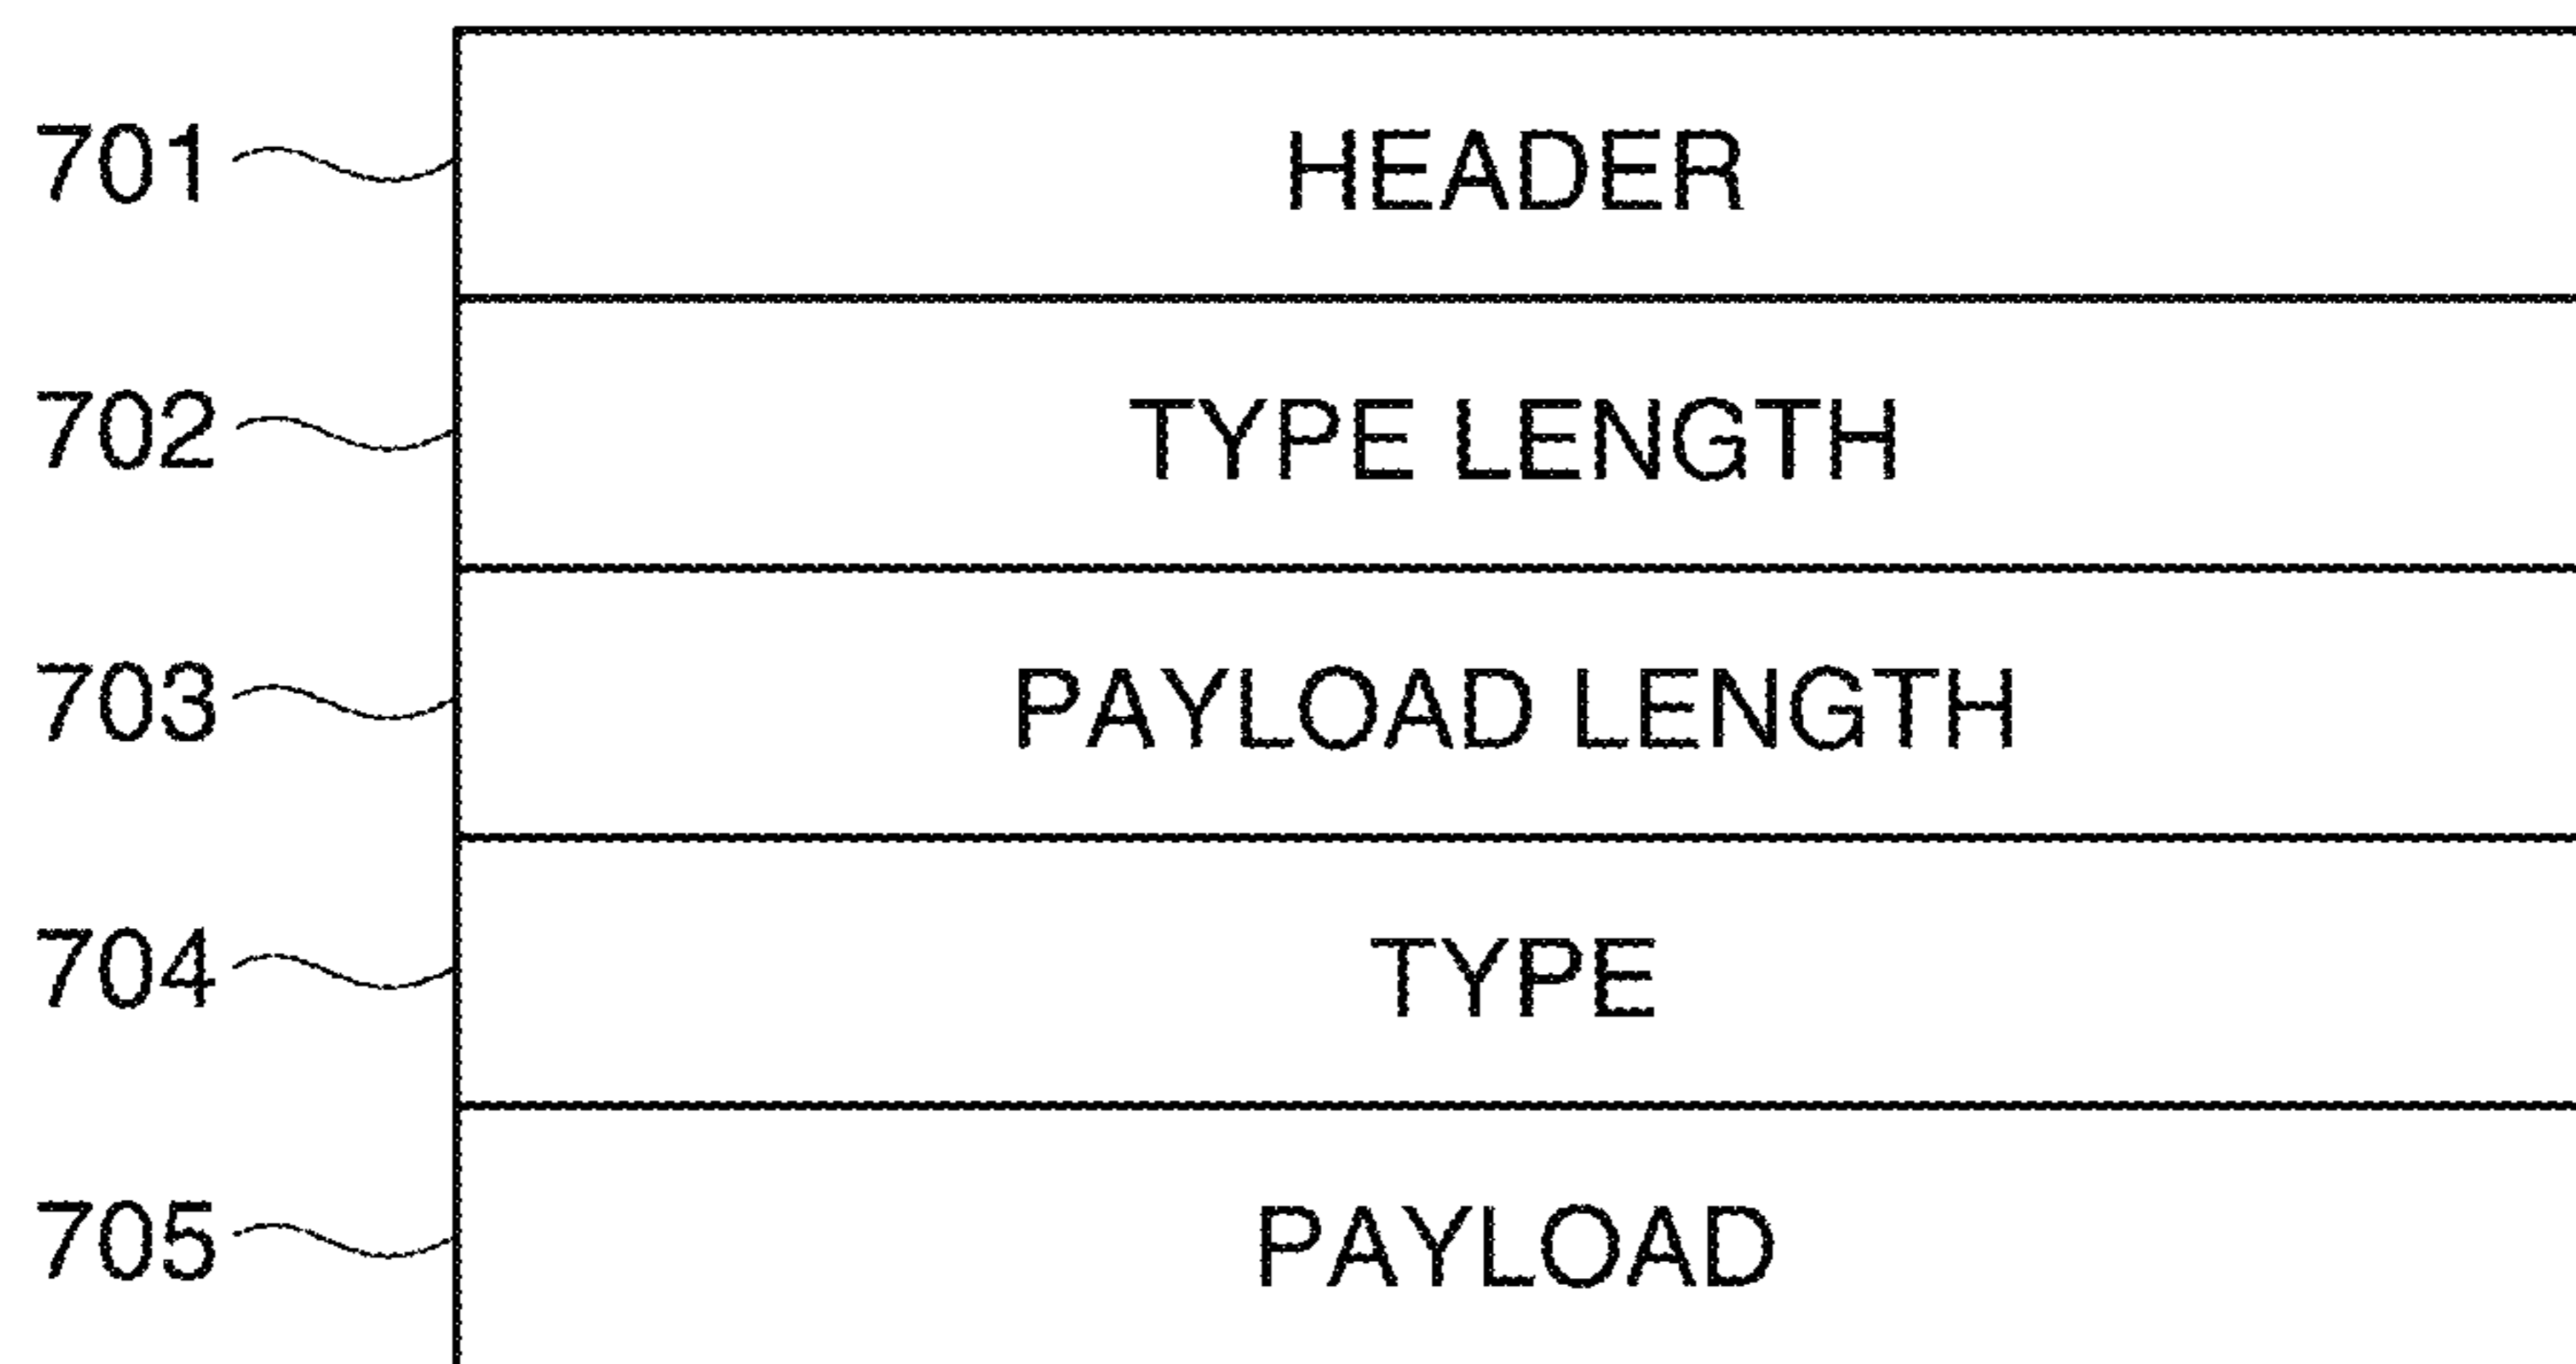 701 HEADER
702 TYPE LENGTH
703 PAYLOAD LENGTH
704 TYPE
705 PAYLOAD